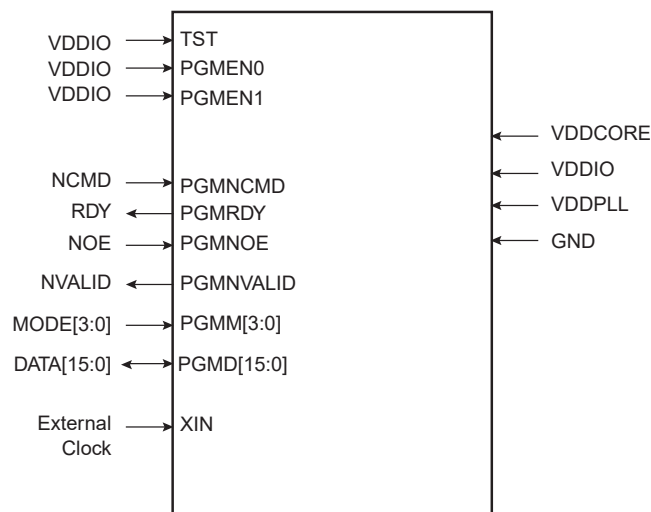 VDDIO TST
VDDIO PGMEN0
VDDIO PGMEN1
VDDCORE
VDDIO
NCMD PGMNCMD
VDDPLL
RDY PGMRDY
NOE PGMNOE
GND
NVALID PGMNVALID
MODE[3:0] PGMM[3:0]
DATA[15:0] PGMD[15:0]
External XIN
Clock